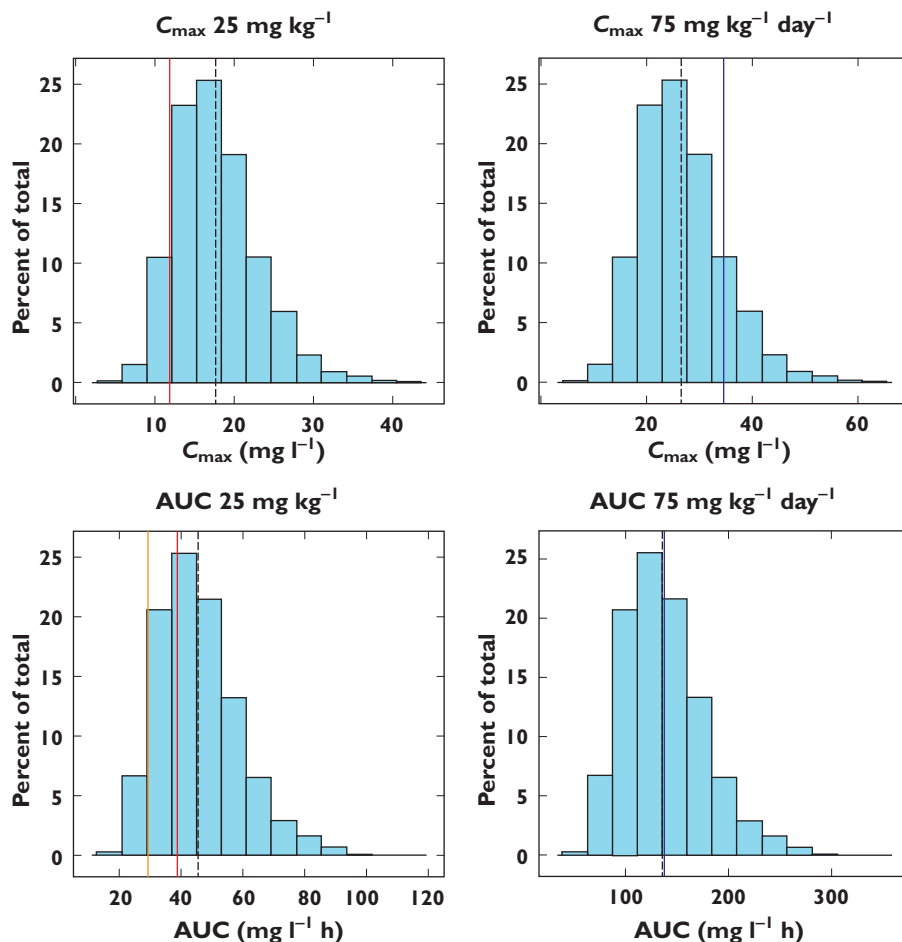 C_max 25 mg kg⁻¹
25
20
15
10
5
0
Percent of total
10 20 30 40
C_max (mg l⁻¹)
C_max 75 mg kg⁻¹ day⁻¹
25
20
15
10
5
0
Percent of total
20 40 60
C_max (mg l⁻¹)
AUC 25 mg kg⁻¹
25
20
15
10
5
0
Percent of total
20 40 60 80 100 120
AUC (mg l⁻¹ h)
AUC 75 mg kg⁻¹ day⁻¹
25
20
15
10
5
0
Percent of total
100 200 300
AUC (mg l⁻¹ h)